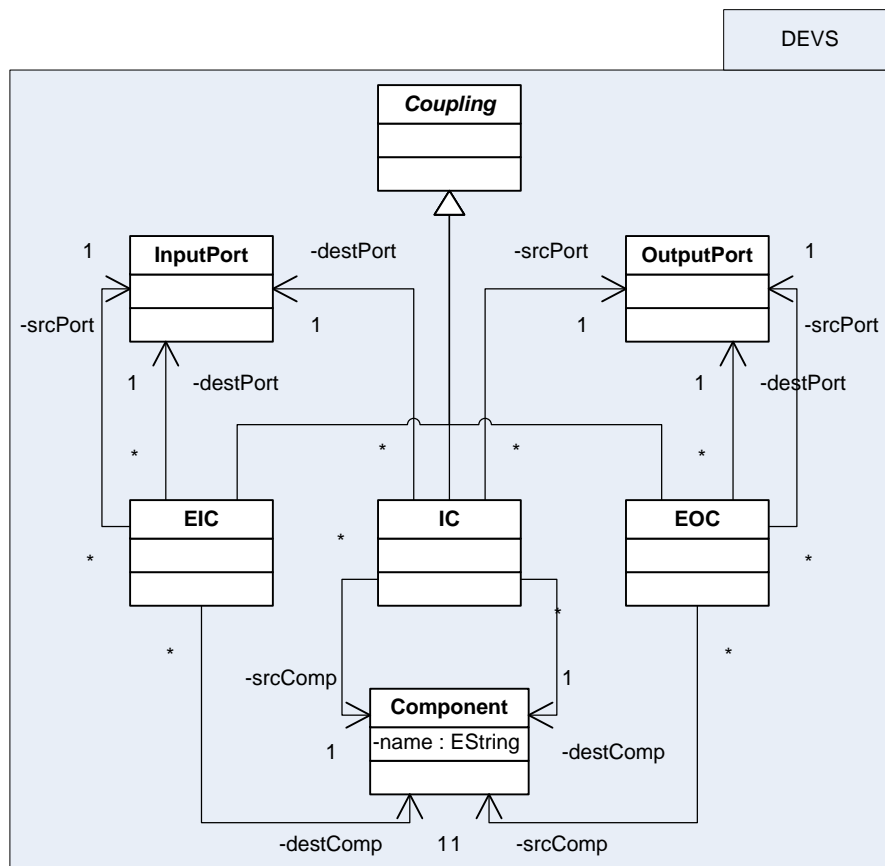 DEVS
Coupling
1
InputPort
-destPort
-srcPort
OutputPort
1
-srcPort
1
1
-srcPort
1
-destPort
1
-destPort
*
*
*
*
EIC
IC
EOC
*
*
*
*
*
*
-srcComp
1
Component
1
-name : EString
-destComp
-destComp
11
-srcComp